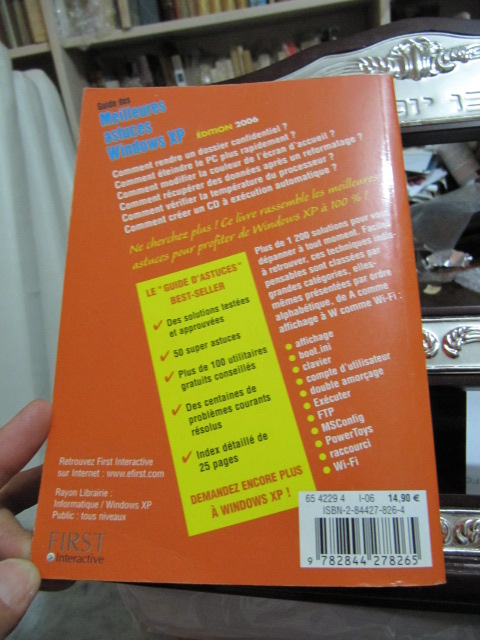 Guide des
Meilleures
astuces
Windows XP
ÉDITION 2006
Comment rendre un dossier confidentiel ?
Comment éteindre le PC plus rapidement ?
Comment modifier la couleur de l'écran d'accueil ?
Comment récupérer des données après un reformatage ?
Comment vérifier la température du processeur ?
Comment créer un CD à exécution automatique ?
Ne cherchez plus ! Ce livre rassemble les meilleures
astuces pour profiter de Windows XP à 100 % !
LE "GUIDE D'ASTUCES"
BEST-SELLER
Des solutions testées
et approuvées
50 super astuces
Plus de 100 utilitaires
gratuits conseillés
Des centaines de
problèmes courants
résolus
Index détaillé de
25 pages
DEMANDEZ ENCORE PLUS
À WINDOWS XP !
Plus de 1 200 solutions pour vous
dépanner à tout moment. Faciles
à retrouver, ces techniques indis-
pensables sont classées par
grandes catégories, elles-
mêmes présentées par ordre
alphabétique, de A comme
affichage à W comme Wi-Fi :
affichage
boot.ini
clavier
compte d'utilisateur
double amorçage
Exécuter
FTP
MSConfig
PowerToys
raccourci
Wi-Fi
Retrouvez First Interactive
sur Internet : www.efirst.com
Rayon Librairie :
Informatique / Windows XP
Public : tous niveaux
FIRST
Interactive
65 4229 4 I-06 14,90 €
ISBN-2-84427-826-4
9 782844 278265